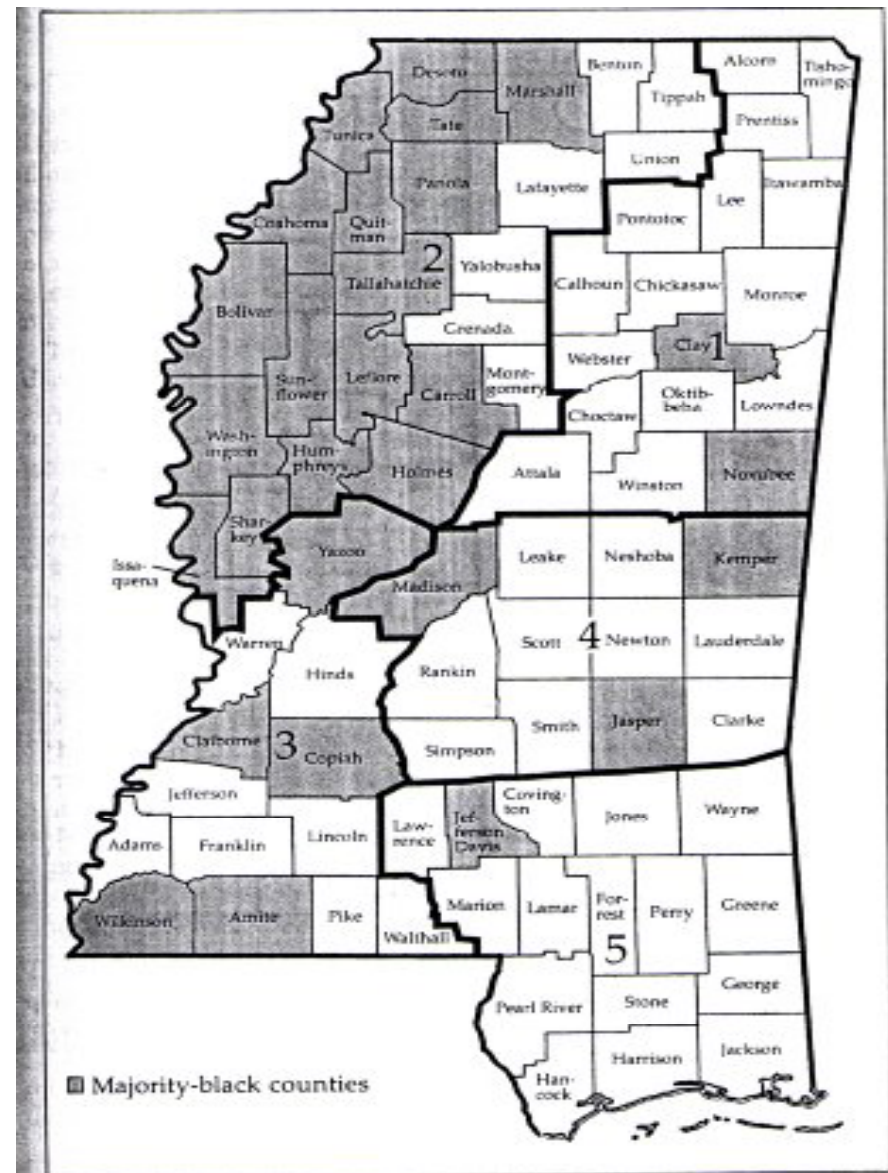 Desoto
Marshall
Benton
Tippah
Alcorn
Tisho-
mingo
Prentiss
Tunica
Tate
Union
Panola
Lafayette
Itawamba
Lee
Pontotoc
Coahoma
Quit-
man
2
Tallahatchie
Yalobusha
Calhoun
Chickasaw
Monroe
Bolivar
Grenada
Webster
Clay
1
Sun-
flower
Leflore
Carroll
Mont-
gomery
Choctaw
Oktib-
beha
Lowndes
Wash-
ington
Hum-
phreys
Holmes
Attala
Winston
Noxubee
Shar-
key
Issa-
quena
Yazoo
Madison
Leake
Neshoba
Kemper
Warren
Hinds
Rankin
Scott
4
Newton
Lauderdale
Claiborne
3
Copiah
Simpson
Smith
Jasper
Clarke
Jefferson
Adams
Franklin
Lincoln
Law-
rence
Jef-
ferson
Davis
Coving-
ton
Jones
Wayne
Wilkinson
Amite
Pike
Walthall
Marion
Lamar
For-
rest
5
Perry
Greene
Pearl River
Stone
George
Han-
cock
Harrison
Jackson
Majority-black counties